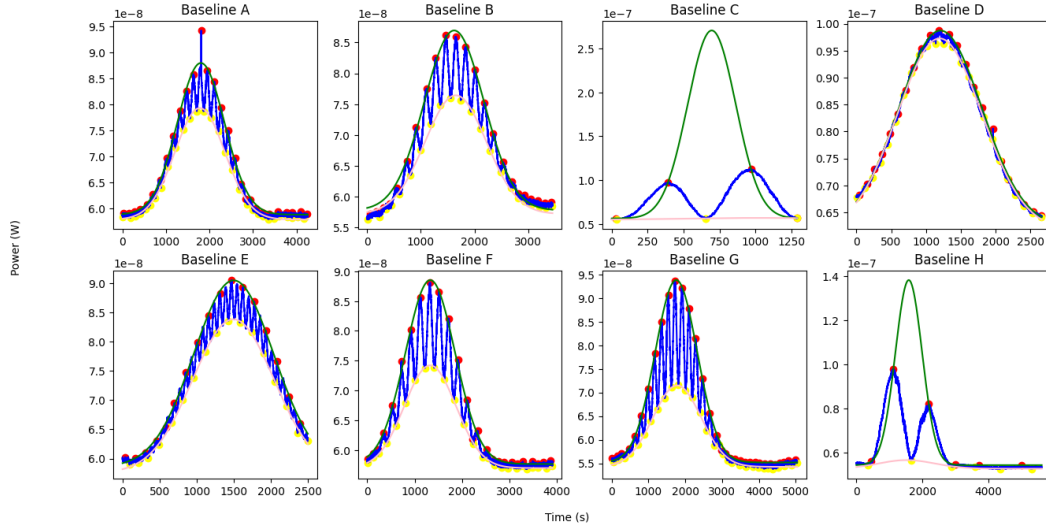 Baseline A
Baseline B
Baseline C
Baseline D
1e−8
1e−8
1e−7
1e−7
9.5
9.0
8.5
8.0
7.5
7.0
6.5
6.0
0 1000 2000 3000 4000
8.5
8.0
7.5
7.0
6.5
6.0
5.5
0 1000 2000 3000
2.5
2.0
1.5
1.0
0.5
0 250 500 750 1000 1250
1.00
0.95
0.90
0.85
0.80
0.75
0.70
0.65
0 500 1000 1500 2000 2500
Power (W)
Baseline E
Baseline F
Baseline G
Baseline H
1e−8
1e−8
1e−8
1e−7
9.0
8.5
8.0
7.5
7.0
6.5
6.0
0 500 1000 1500 2000 2500
9.0
8.5
8.0
7.5
7.0
6.5
6.0
0 1000 2000 3000 4000
9.5
9.0
8.5
8.0
7.5
7.0
6.5
6.0
5.5
5.0
0 1000 2000 3000 4000 5000
1.4
1.2
1.0
0.8
0.6
0 2000 4000
Time (s)